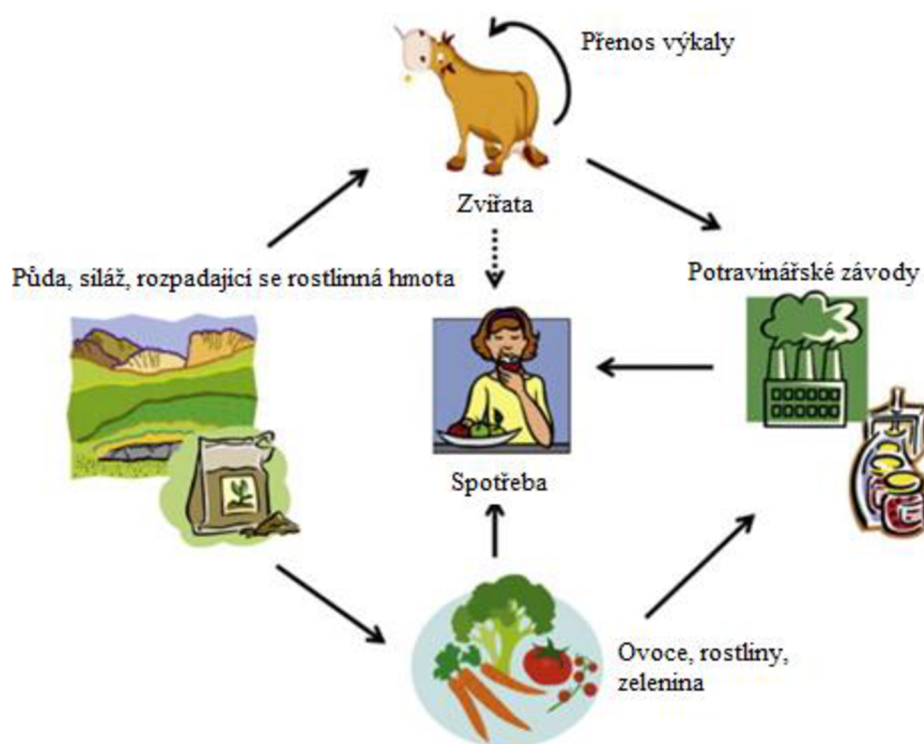 Přenos výkaly
Zvířata
Půda, siláž, rozpadající se rostlinná hmota
Potravinářské závody
Spotřeba
Ovoce, rostliny,
zelenina